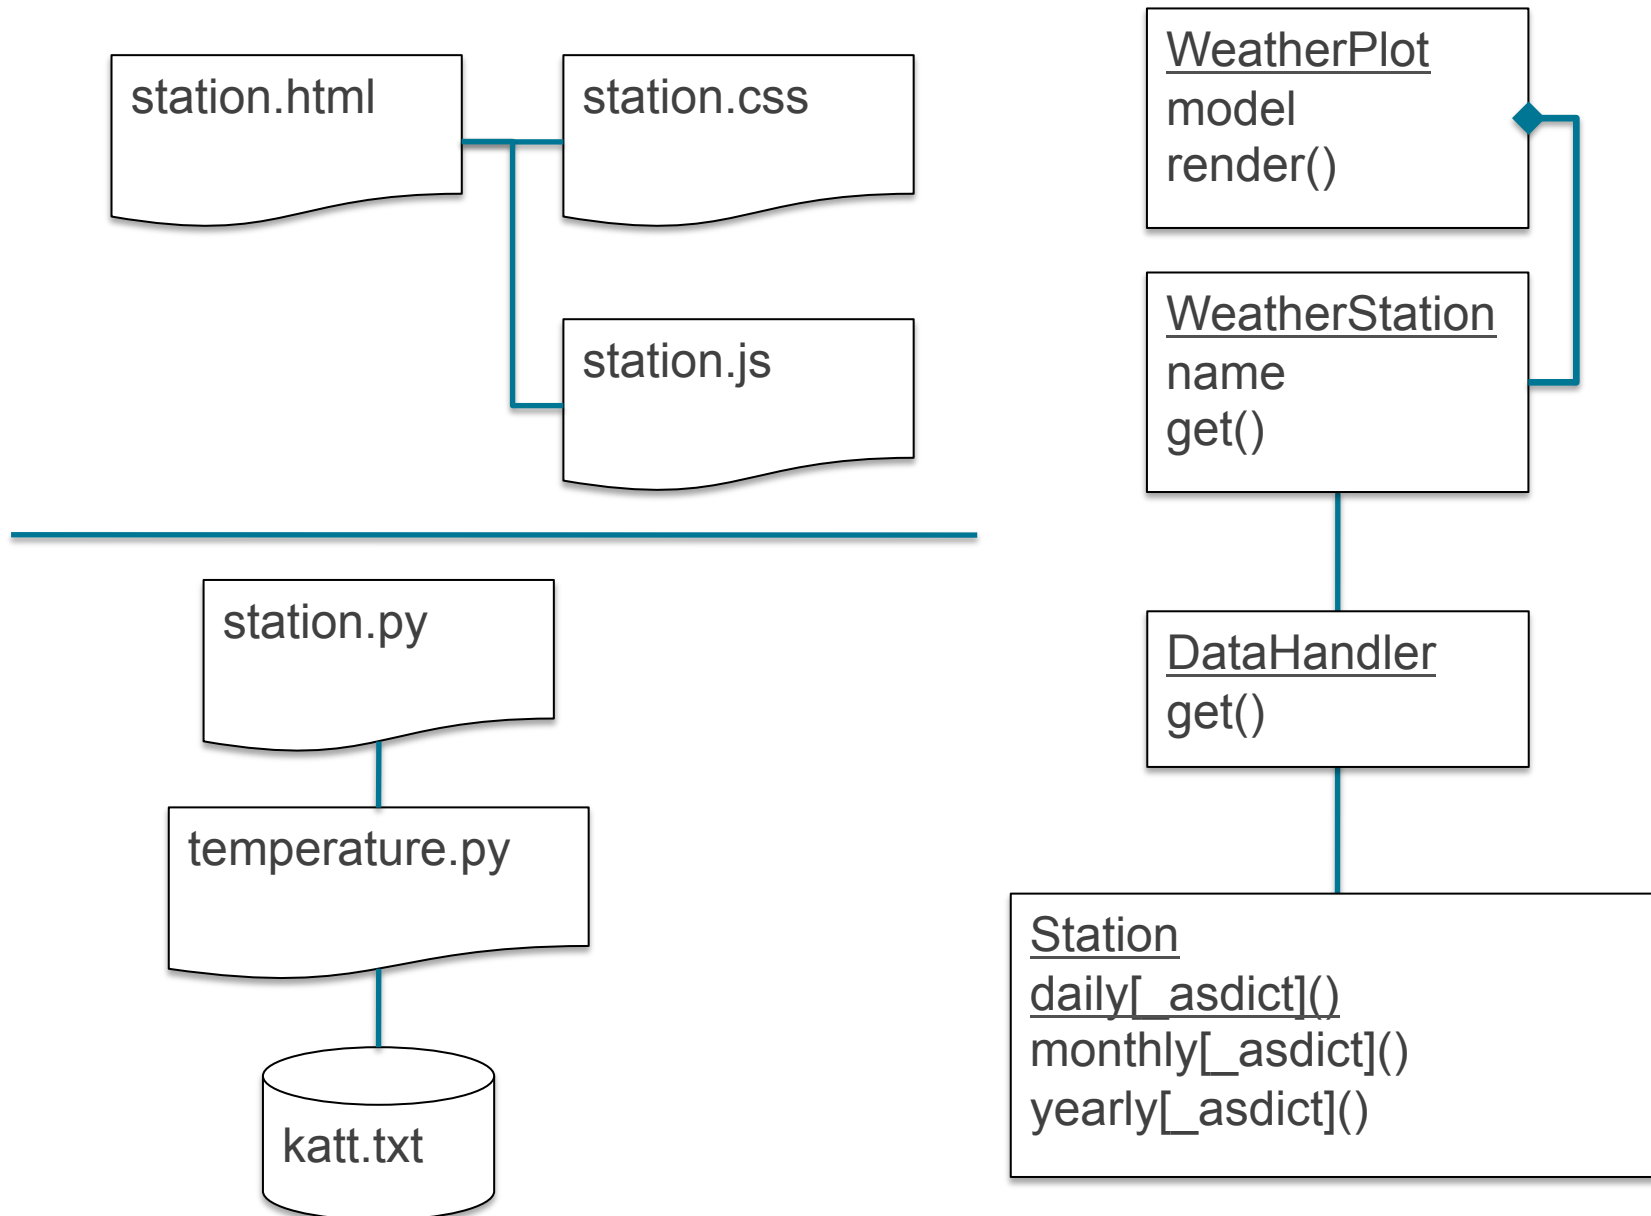 station.html
station.css
station.js
station.py
temperature.py
katt.txt
WeatherPlot
model
render()
WeatherStation
name
get()
DataHandler
get()
Station
daily[_asdict]()
monthly[_asdict]()
yearly[_asdict]()